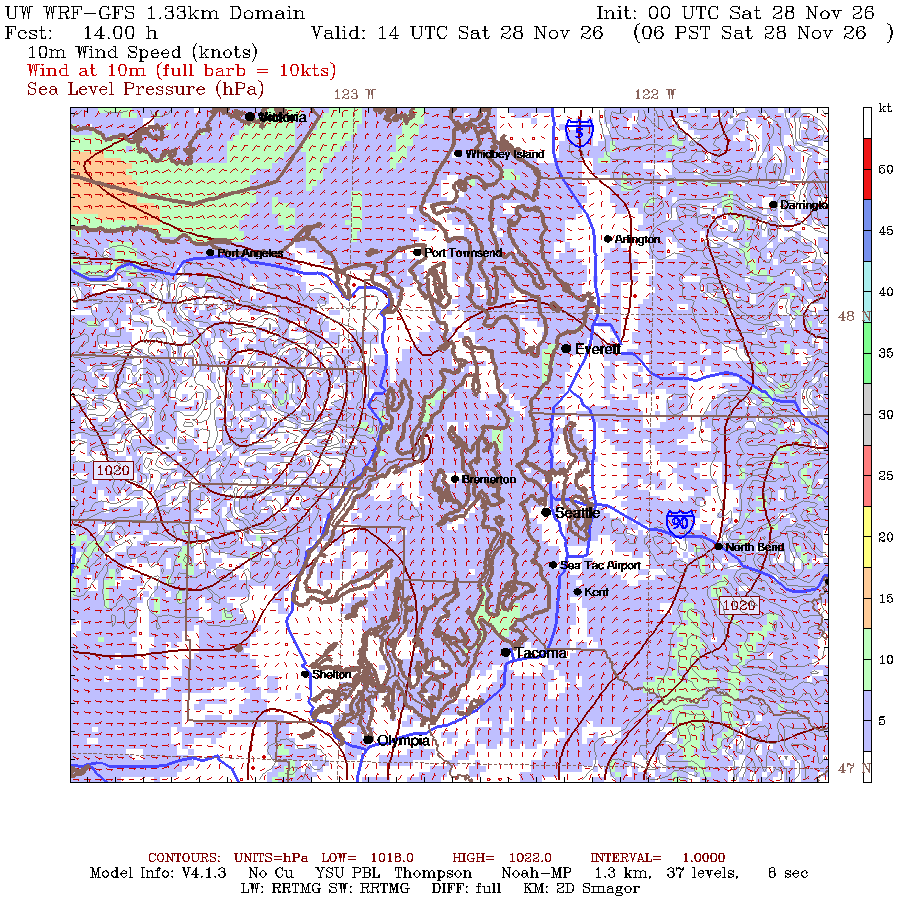 UW WRF-GFS 1.33km Domain Init: 00 UTC Sat 28 Nov 26
Fcst: 14.00 h Valid: 14 UTC Sat 28 Nov 26 (06 PST Sat 28 Nov 26 )
10m Wind Speed (knots)
Wind at 10m (full barb = 10kts)
Sea Level Pressure (hPa)
123 W 122 W
kt
Victoria
5
Whidbey Island
60
Darringto
45
Arlington
Port Angeles
Port Townsend
40
48 N
Everett
35
30
1020
25
Bremerton
Seattle
90
20
North Bend
Sea Tac Airport
Kent
15
1020
Tacoma
10
Shelton
5
Olympia
47 N
CONTOURS: UNITS=hPa LOW= 1018.0 HIGH= 1022.0 INTERVAL= 1.0000
Model Info: V4.1.3 No Cu YSU PBL Thompson Noah-MP 1.3 km, 37 levels, 8 sec
LW: RRTMG SW: RRTMG DIFF: full KM: 2D Smagor